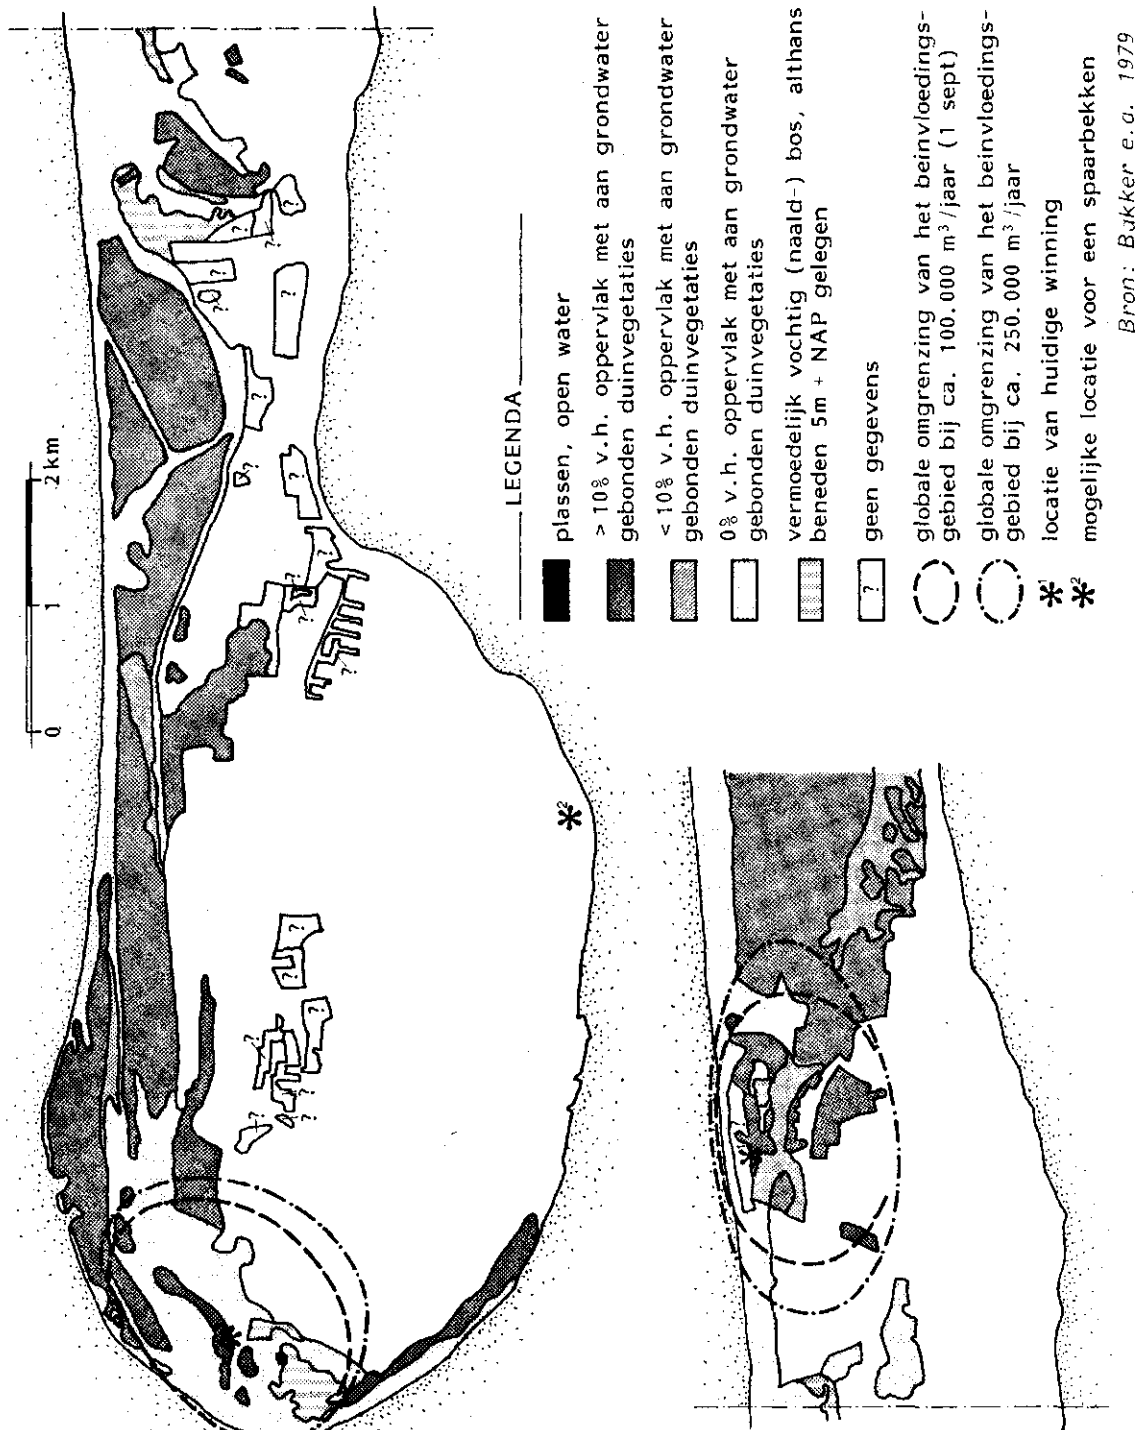 0 1 2 km
LEGENDA
plassen, open water
> 10% v.h. oppervlak met aan grondwater
gebonden duinvegetaties
< 10% v.h. oppervlak met aan grondwater
gebonden duinvegetaties
0% v.h. oppervlak met aan grondwater
gebonden duinvegetaties
vermoedelijk vochtig (naald-) bos, althans
beneden 5m + NAP gelegen
? geen gegevens
globale omgrenzing van het beinvloedings-
gebied bij ca. 100.000 m³/jaar (1 sept)
globale omgrenzing van het beinvloedings-
gebied bij ca. 250.000 m³/jaar
*1 locatie van huidige winning
*2 mogelijke locatie voor een spaarbekken
Bron: Bakker e.a. 1979
*2